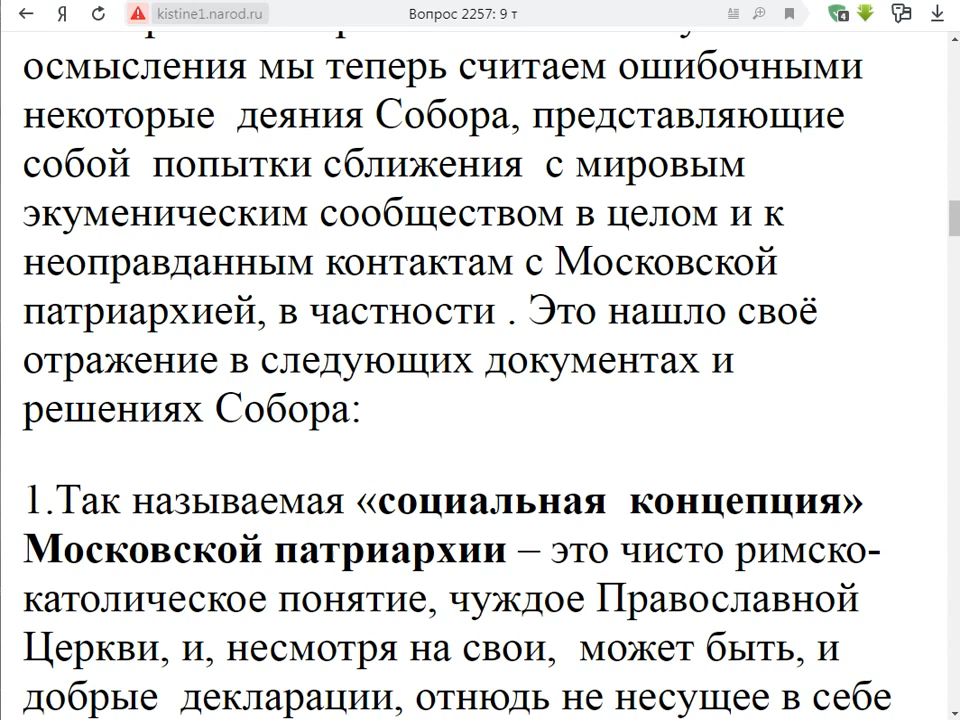 Я kistine1.narod.ru Вопрос 2257: 9 т 4
осмысления мы теперь считаем ошибочными
некоторые деяния Собора, представляющие
собой попытки сближения с мировым
экуменическим сообществом в целом и к
неоправданным контактам с Московской
патриархией, в частности . Это нашло своё
отражение в следующих документах и
решениях Собора:
1.Так называемая «социальная концепция»
Московской патриархии – это чисто римско-
католическое понятие, чуждое Православной
Церкви, и, несмотря на свои, может быть, и
добрые декларации, отнюдь не несущее в себе